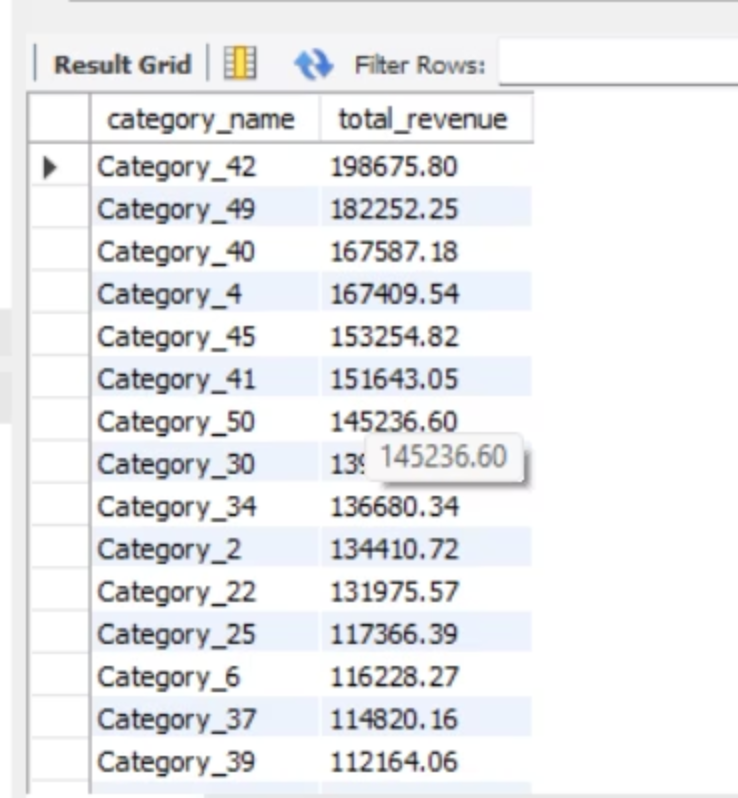 Result Grid Filter Rows:
category_name total_revenue
Category_42 198675.80
Category_49 182252.25
Category_40 167587.18
Category_4 167409.54
Category_45 153254.82
Category_41 151643.05
Category_50 145236.60
145236.60
Category_30
Category_34 136680.34
Category_2 134410.72
Category_22 131975.57
Category_25 117366.39
Category_6 116228.27
Category_37 114820.16
Category_39 112164.06